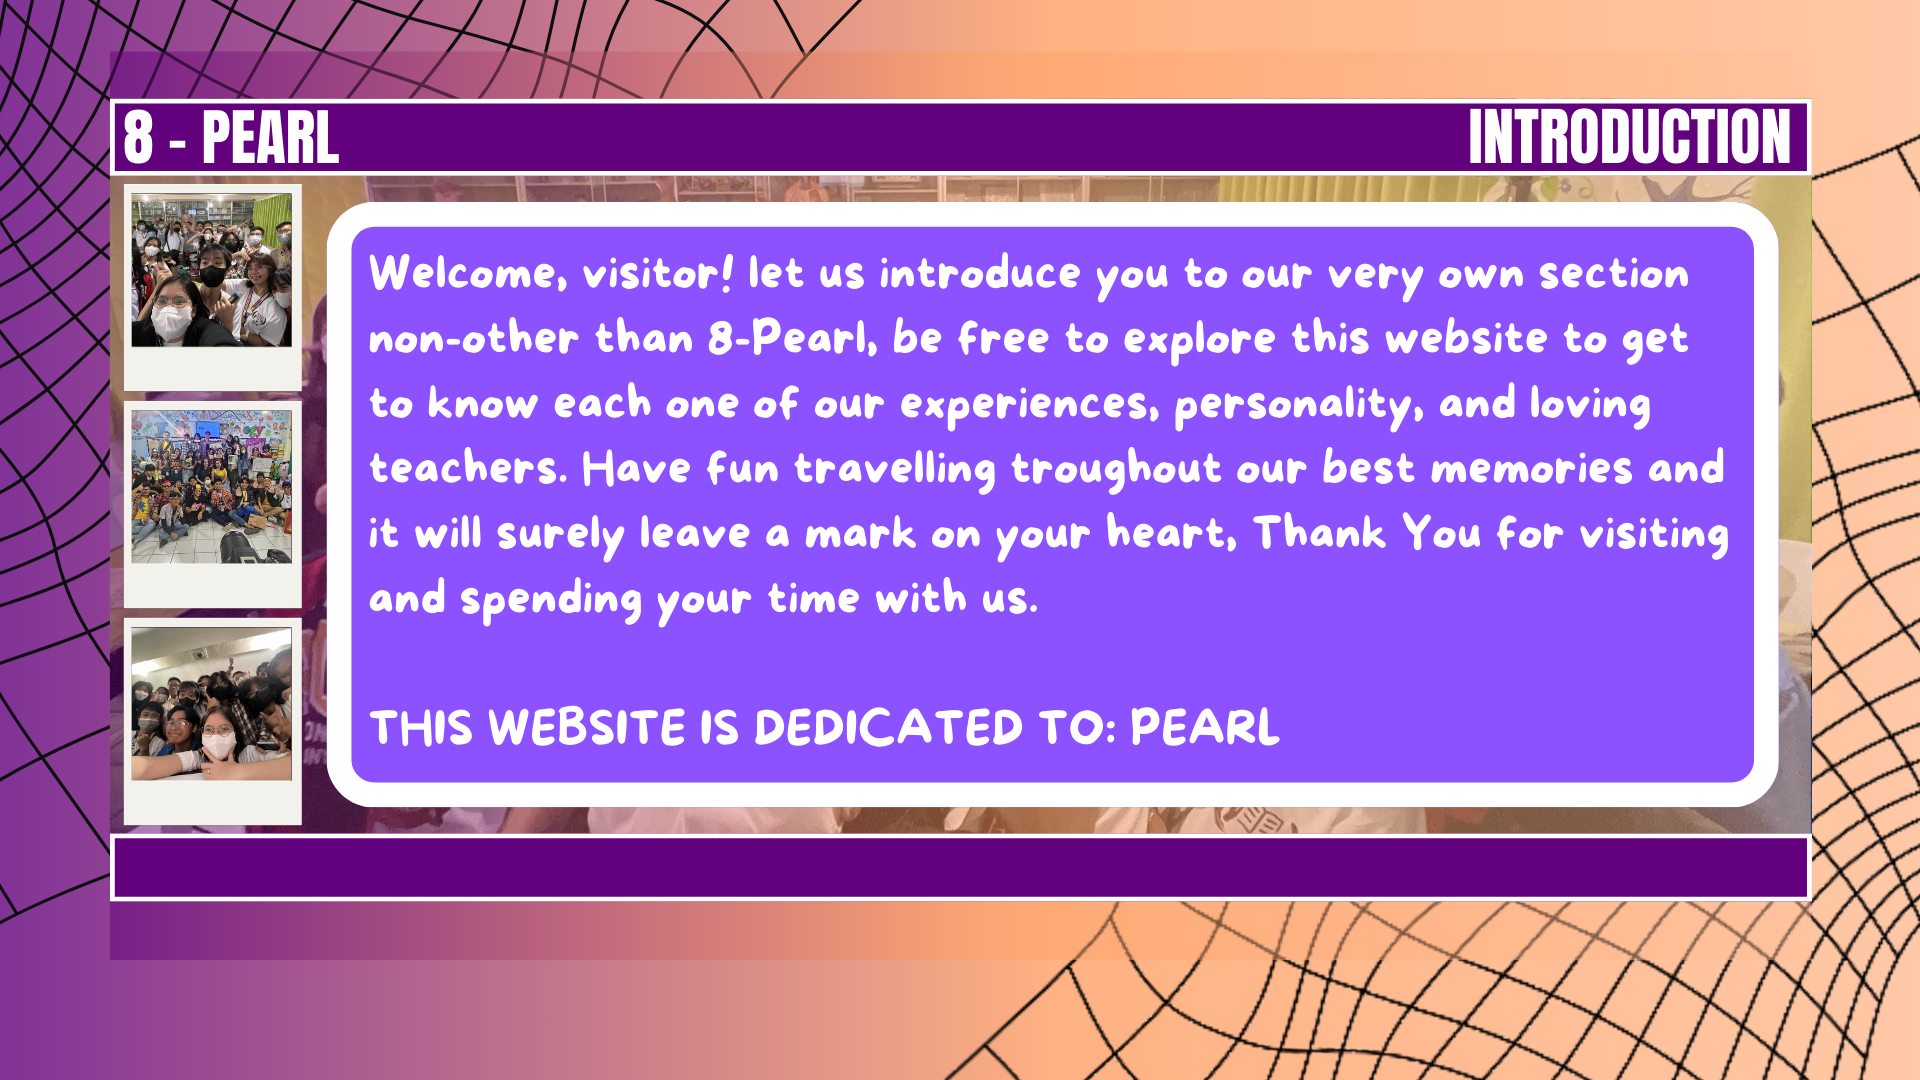 8 - PEARL
INTRODUCTION
Welcome, visitor! let us introduce you to our very own section
non-other than 8-Pearl, be free to explore this website to get
to know each one of our experiences, personality, and loving
teachers. Have fun travelling troughout our best memories and
it will surely leave a mark on your heart, Thank You for visiting
and spending your time with us.
THIS WEBSITE IS DEDICATED TO: PEARL